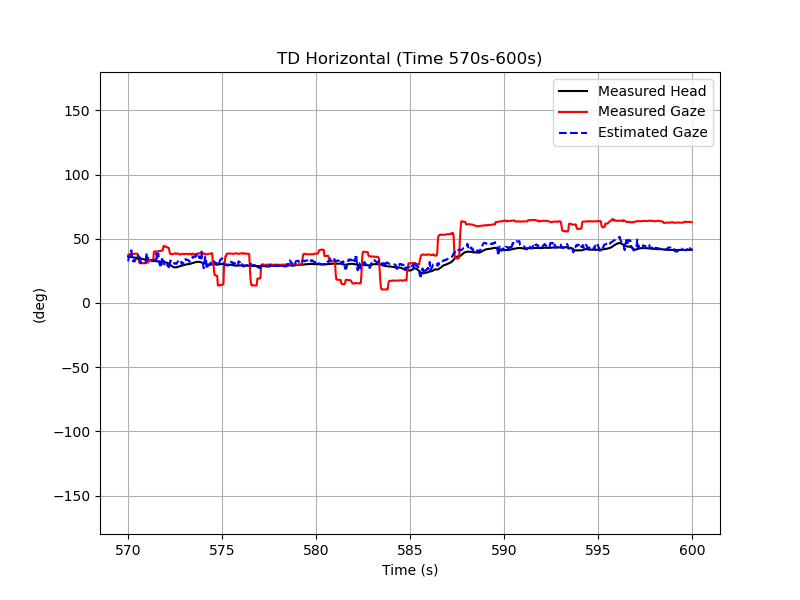 TD Horizontal (Time 570s-600s)
Measured Head
Measured Gaze
Estimated Gaze
150
100
50
0
−50
−100
−150
(deg)
570 575 580 585 590 595 600
Time (s)